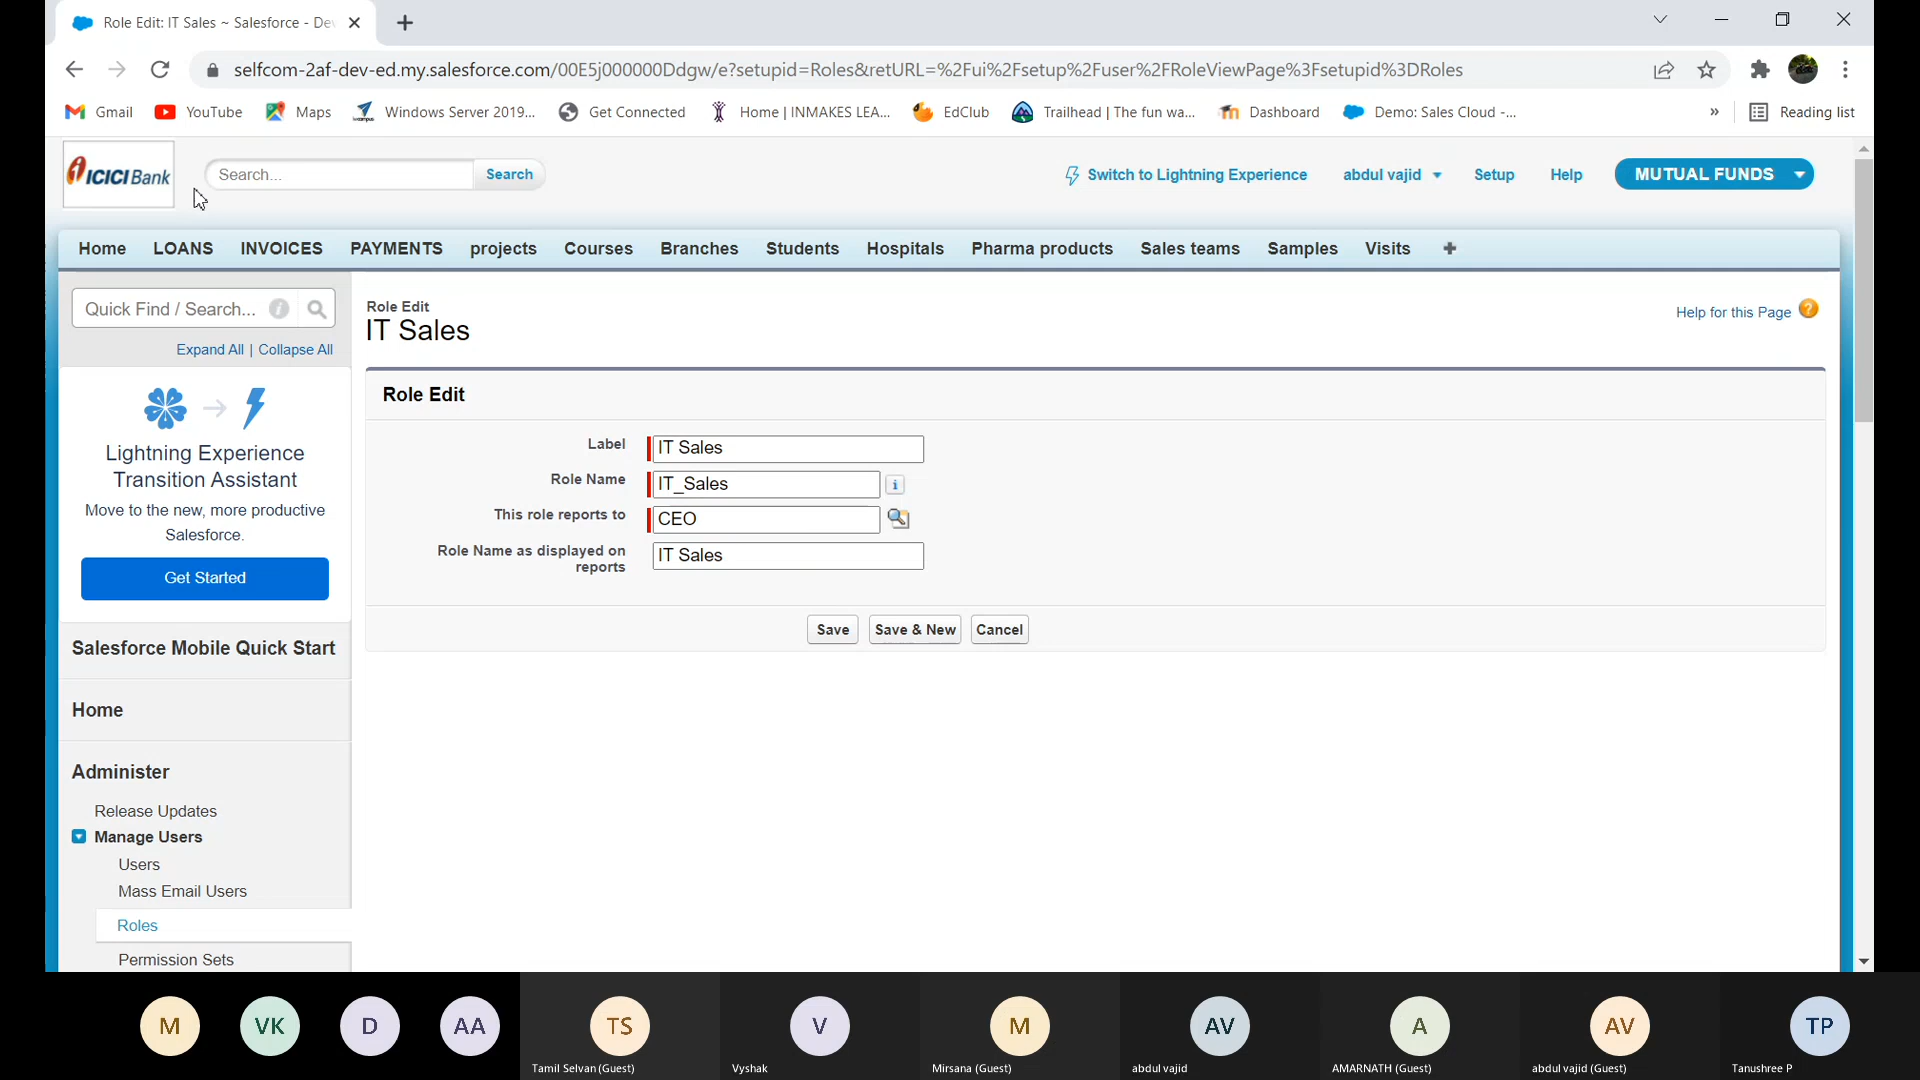 Role Edit: IT Sales ~ Salesforce - De
selfcom-2af-dev-ed.my.salesforce.com/00E5j000000Ddgw/e?setupid=Roles&retURL=%2Fui%2Fsetup%2Fuser%2FRoleViewPage%3Fsetupid%3DRoles
Gmail YouTube Maps Windows Server 2019... Get Connected Home | INMAKES LEA... EdClub Trailhead | The fun wa... Dashboard Demo: Sales Cloud -... » Reading list
ICICI Bank Search... Search Switch to Lightning Experience abdul vajid Setup Help MUTUAL FUNDS
Home LOANS INVOICES PAYMENTS projects Courses Branches Students Hospitals Pharma products Sales teams Samples Visits +
Quick Find / Search...
Expand All | Collapse All
Lightning Experience
Transition Assistant
Move to the new, more productive
Salesforce.
Get Started
Salesforce Mobile Quick Start
Home
Administer
Release Updates
Manage Users
Users
Mass Email Users
Roles
Permission Sets
Role Edit
IT Sales
Help for this Page ?
Role Edit
Label IT Sales
Role Name IT_Sales
This role reports to CEO
Role Name as displayed on
reports IT Sales
Save Save & New Cancel
M VK D AA TS V M AV A AV TP
Tamil Selvan (Guest) Vyshak Mirsana (Guest) abdul vajid AMARNATH (Guest) abdul vajid (Guest) Tanushree P